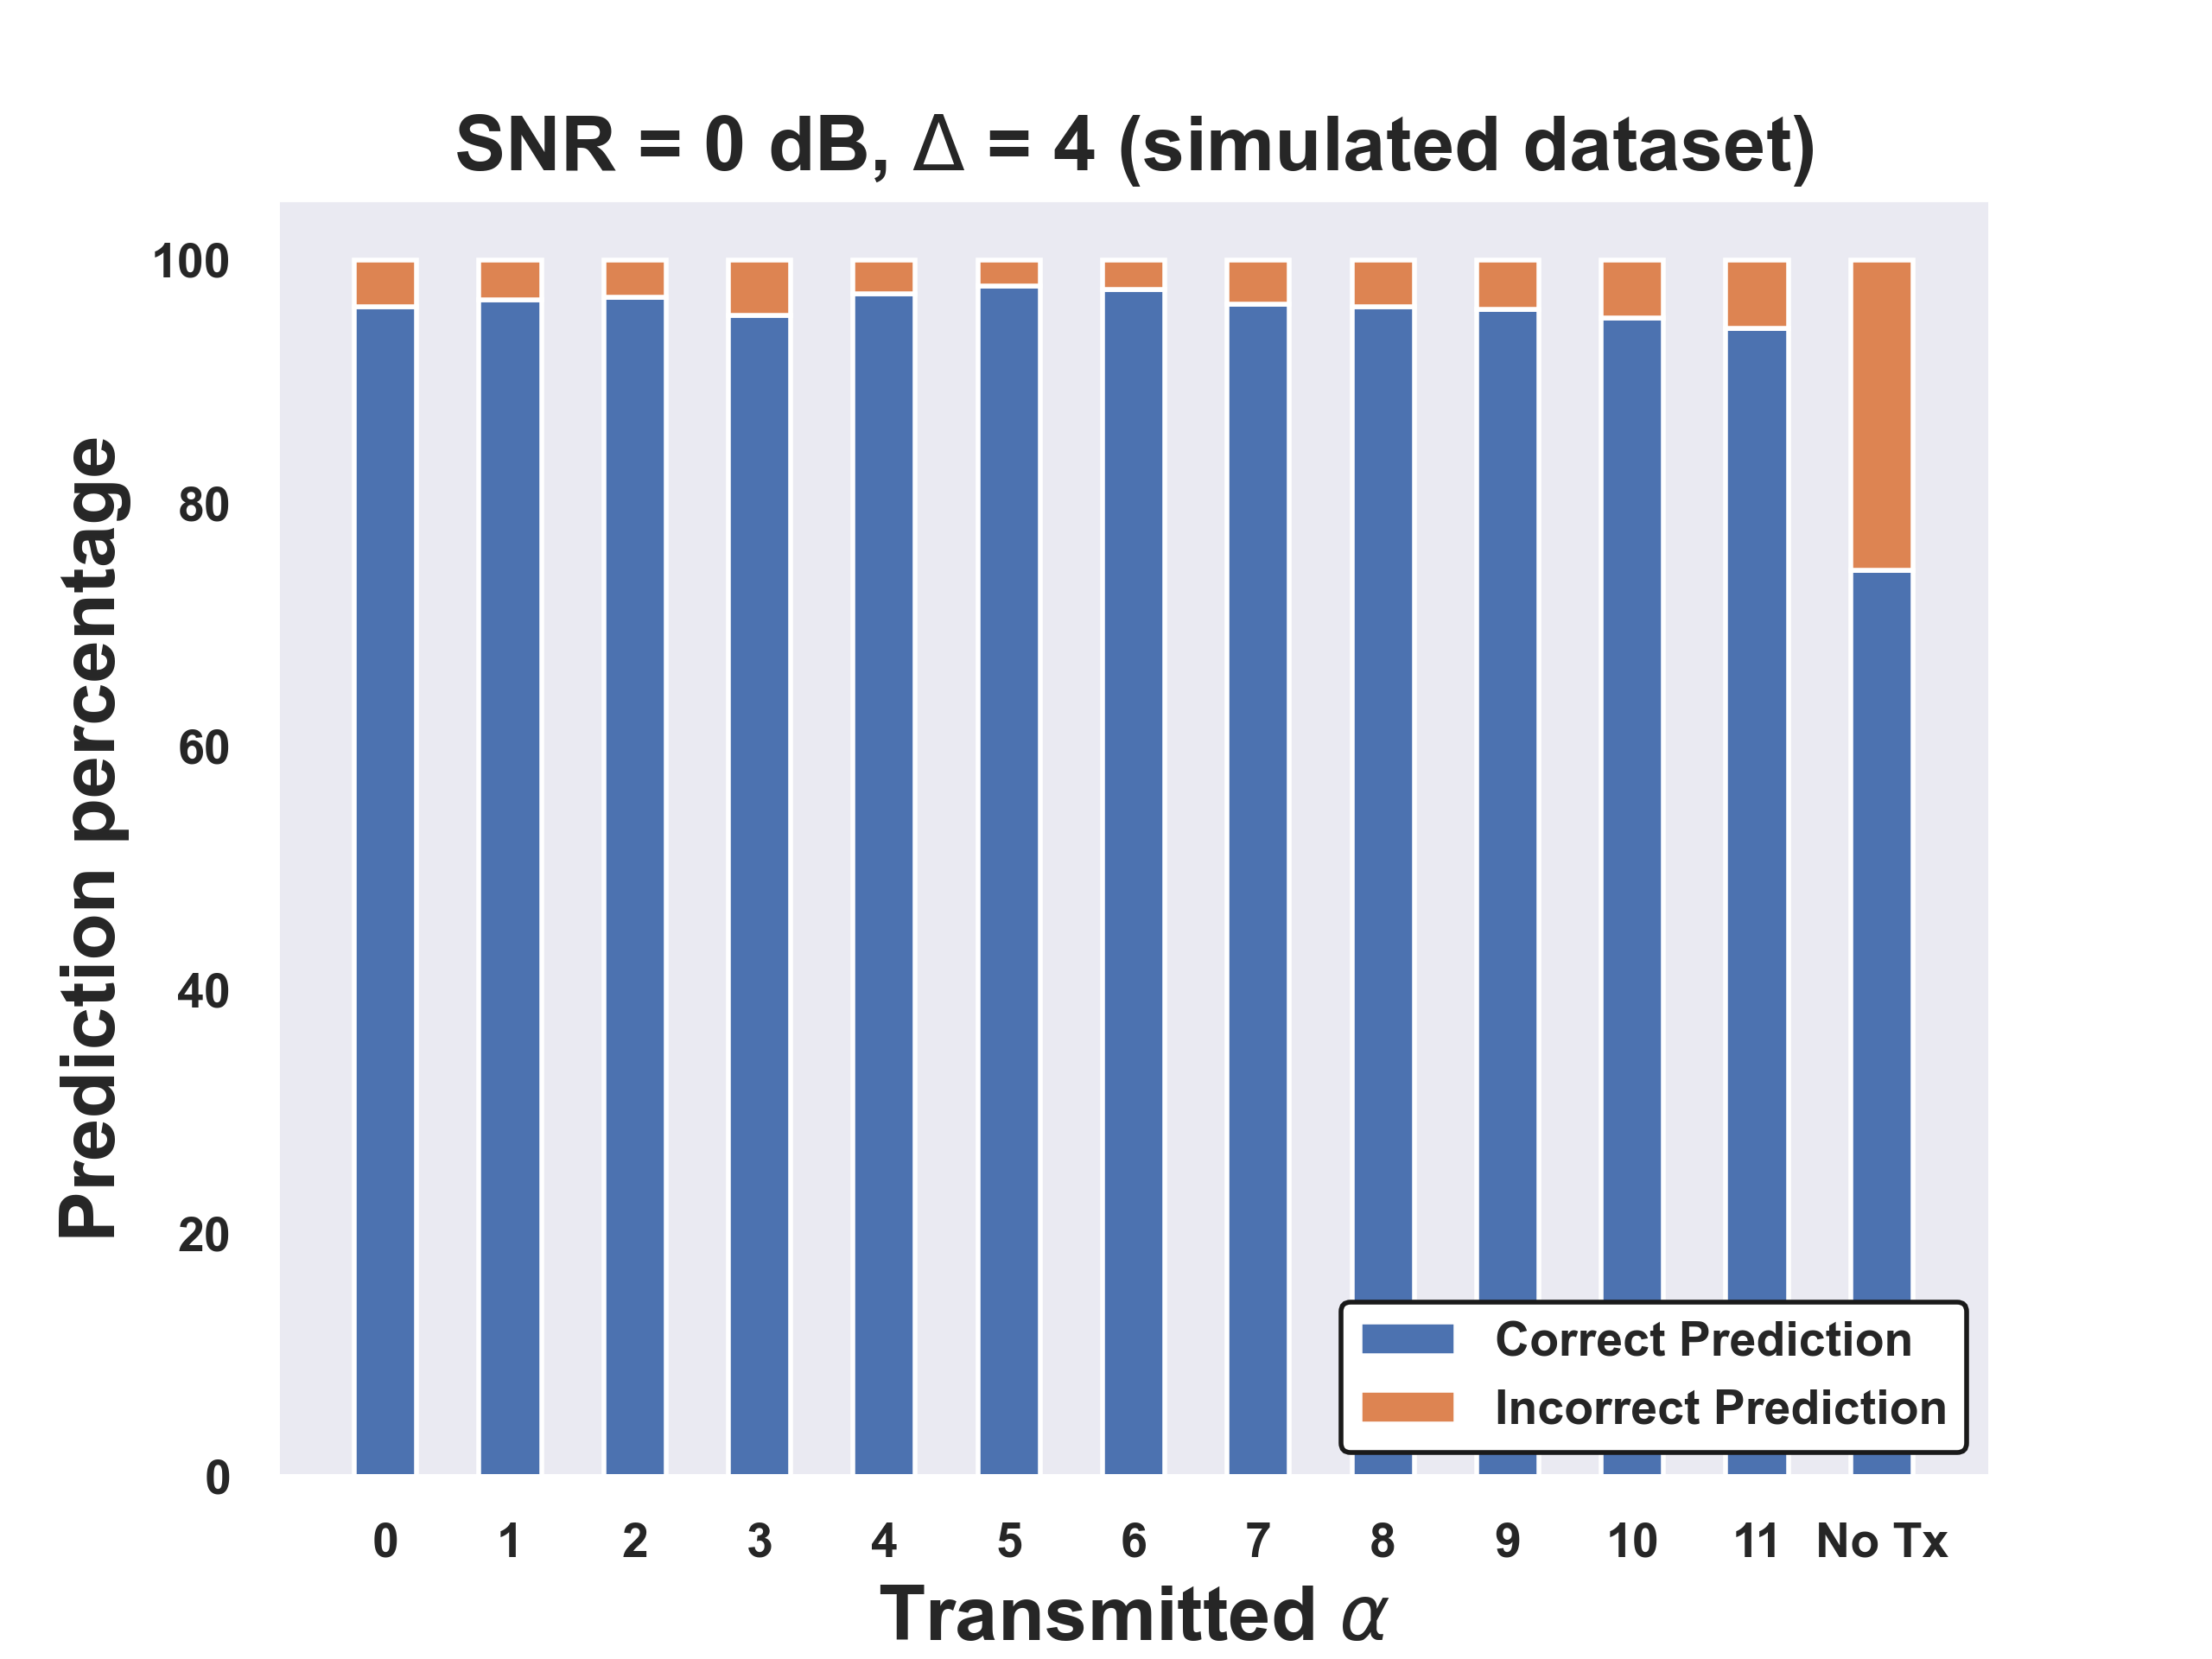 SNR = 0 dB, Δ = 4 (simulated dataset)
Prediction percentage
100
80
60
40
20
0
Correct Prediction
Incorrect Prediction
0 1 2 3 4 5 6 7 8 9 10 11 No Tx
Transmitted α